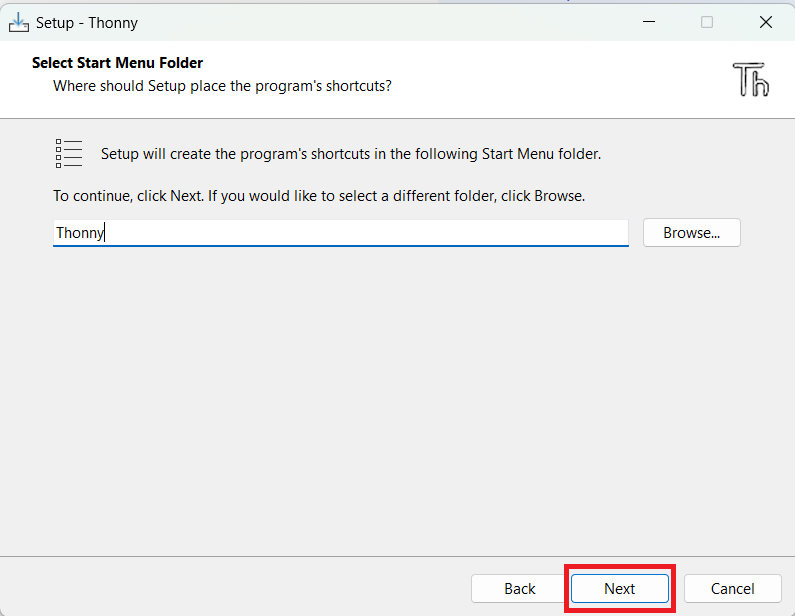 Setup - Thonny
Select Start Menu Folder
Where should Setup place the program's shortcuts?
Th
Setup will create the program's shortcuts in the following Start Menu folder.
To continue, click Next. If you would like to select a different folder, click Browse.
Thonny
Browse...
Back
Next
Cancel